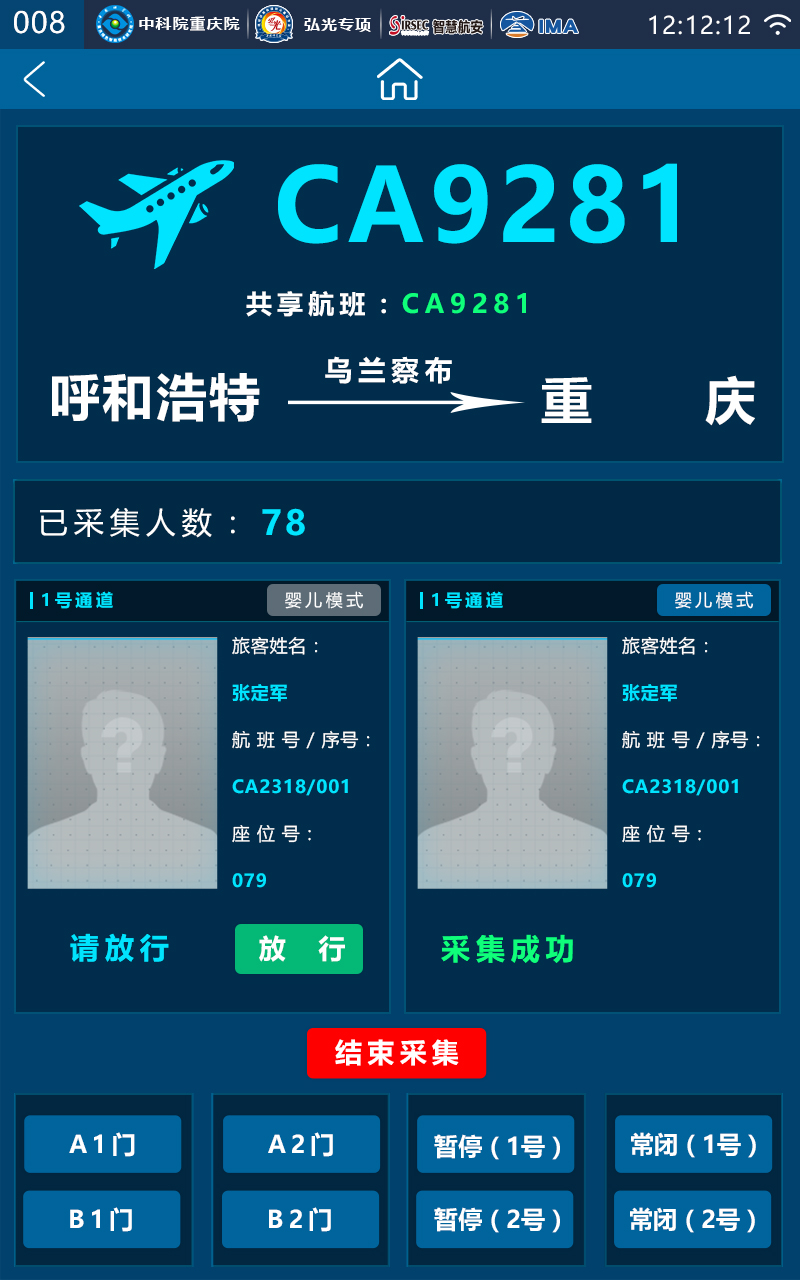 008 中科院重庆院 弘光专项 SiRSEC 智慧航安 IMA 12:12:12
CA9281
共享航班：CA9281
乌兰察布
呼和浩特 重 庆
已采集人数：78
1号通道 婴儿模式
旅客姓名：
张定军
航 班 号 / 序号：
CA2318/001
座 位 号：
079
请放行 放 行
1号通道 婴儿模式
旅客姓名：
张定军
航 班 号 / 序号：
CA2318/001
座 位 号：
079
采集成功
结束采集
A1门 A2门 暂停（1号） 常闭（1号）
B1门 B2门 暂停（2号） 常闭（2号）